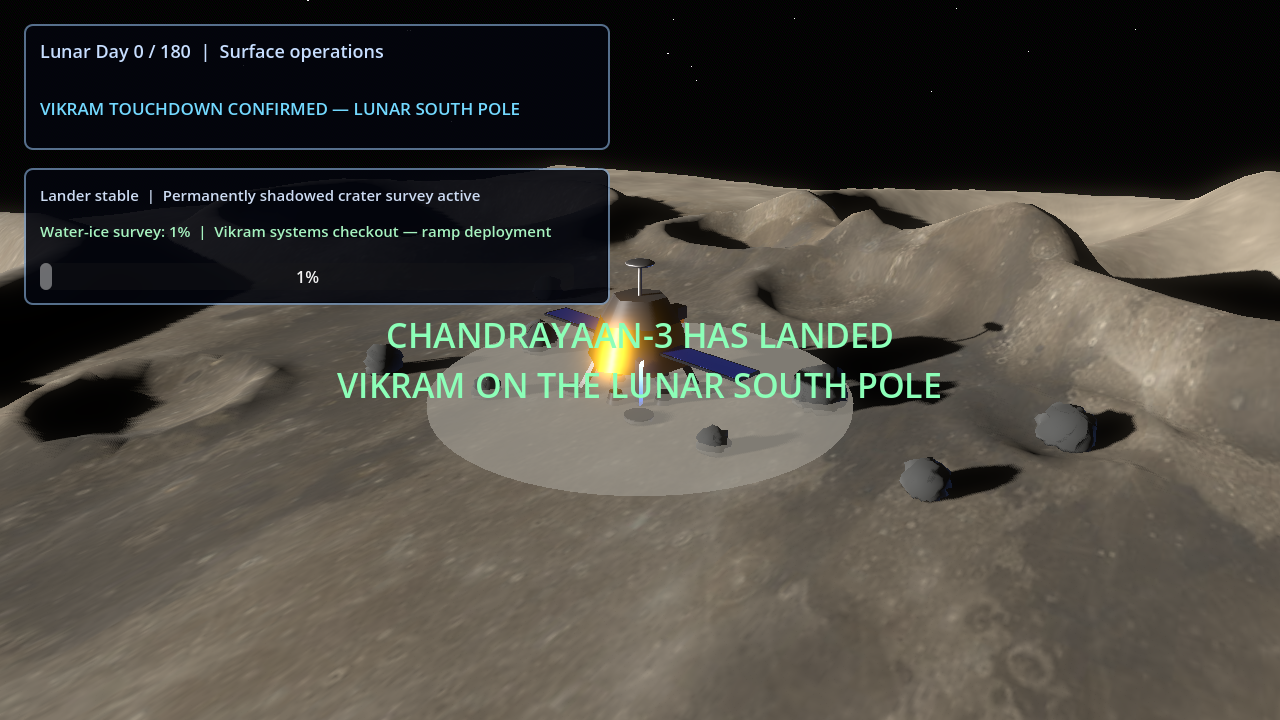 Lunar Day 0 / 180 | Surface operations
VIKRAM TOUCHDOWN CONFIRMED — LUNAR SOUTH POLE
Lander stable | Permanently shadowed crater survey active
Water-ice survey: 1% | Vikram systems checkout — ramp deployment
1%
CHANDRAYAAN-3 HAS LANDED
VIKRAM ON THE LUNAR SOUTH POLE